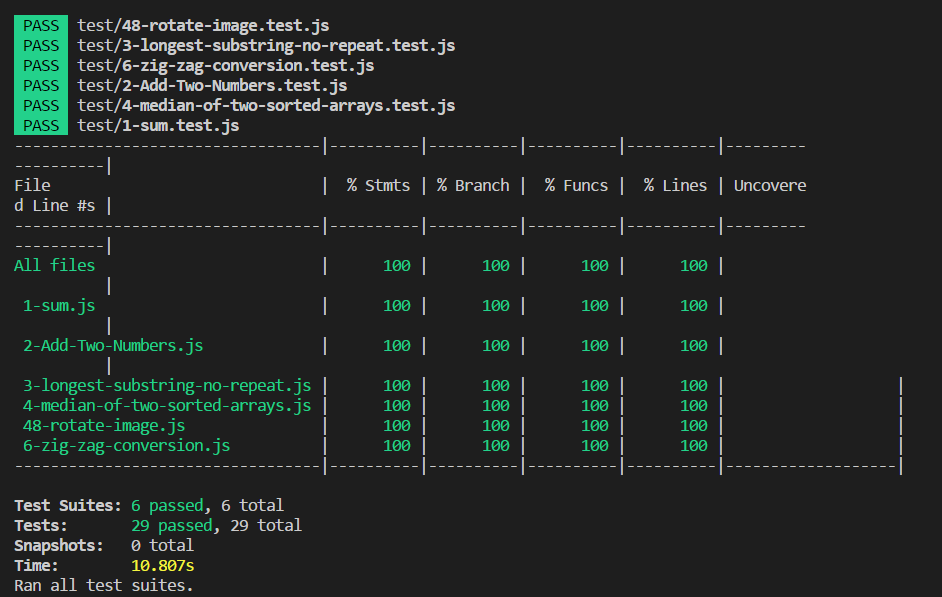 PASS test/48-rotate-image.test.js
PASS test/3-longest-substring-no-repeat.test.js
PASS test/6-zig-zag-conversion.test.js
PASS test/2-Add-Two-Numbers.test.js
PASS test/4-median-of-two-sorted-arrays.test.js
PASS test/1-sum.test.js
----------------------------------|----------|----------|----------|----------|---------
----------|
File                              |  % Stmts | % Branch |  % Funcs |  % Lines | Uncovere
d Line #s |
----------------------------------|----------|----------|----------|----------|---------
----------|
All files                         |      100 |      100 |      100 |      100 |
          |
 1-sum.js                         |      100 |      100 |      100 |      100 |
          |
 2-Add-Two-Numbers.js             |      100 |      100 |      100 |      100 |
          |
 3-longest-substring-no-repeat.js |      100 |      100 |      100 |      100 |                   |
 4-median-of-two-sorted-arrays.js |      100 |      100 |      100 |      100 |                   |
 48-rotate-image.js               |      100 |      100 |      100 |      100 |                   |
 6-zig-zag-conversion.js          |      100 |      100 |      100 |      100 |                   |
----------------------------------|----------|----------|----------|----------|-------------------|
Test Suites: 6 passed, 6 total
Tests:       29 passed, 29 total
Snapshots:   0 total
Time:        10.807s
Ran all test suites.